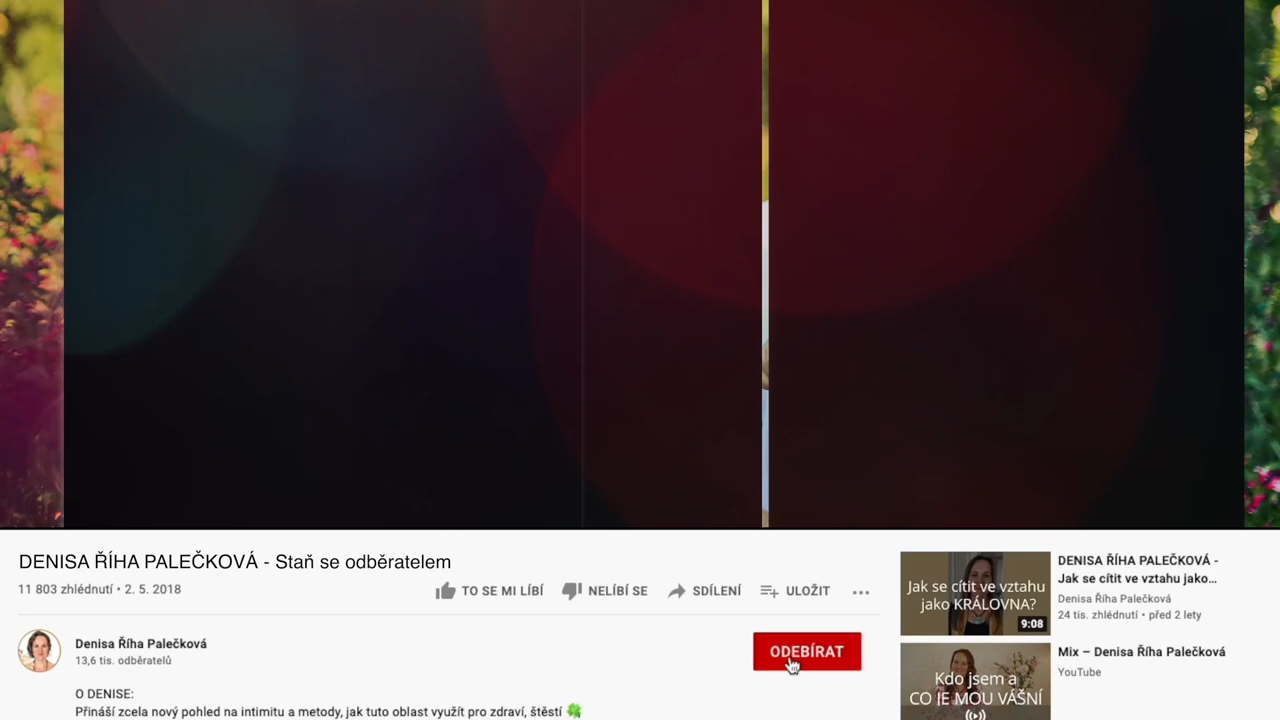 DENISA ŘÍHA PALEČKOVÁ - Staň se odběratelem
11 803 zhlédnutí • 2. 5. 2018
TO SE MI LÍBÍ
NELÍBÍ SE
SDÍLENÍ
ULOŽIT
Denisa Říha Palečková
13,6 tis. odběratelů
ODEBÍRAT
O DENISE:
Přináší zcela nový pohled na intimitu a metody, jak tuto oblast využít pro zdraví, štěstí 🍀
Jak se cítit ve vztahu
jako KRÁLOVNA?
9:08
DENISA ŘÍHA PALEČKOVÁ -
Jak se cítit ve vztahu jako...
Denisa Říha Palečková
24 tis. zhlédnutí • před 2 lety
Kdo jsem a
CO JE MOU VÁŠNÍ
Mix – Denisa Říha Palečková
YouTube